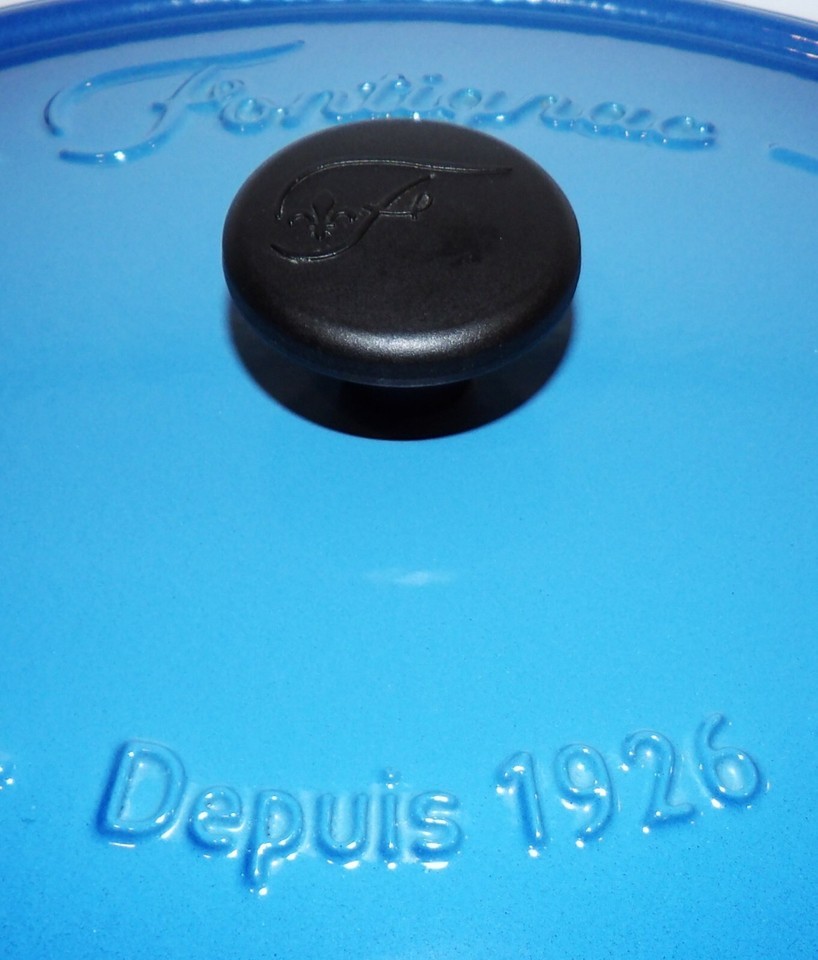 Fontignac
F
Depuis 1926